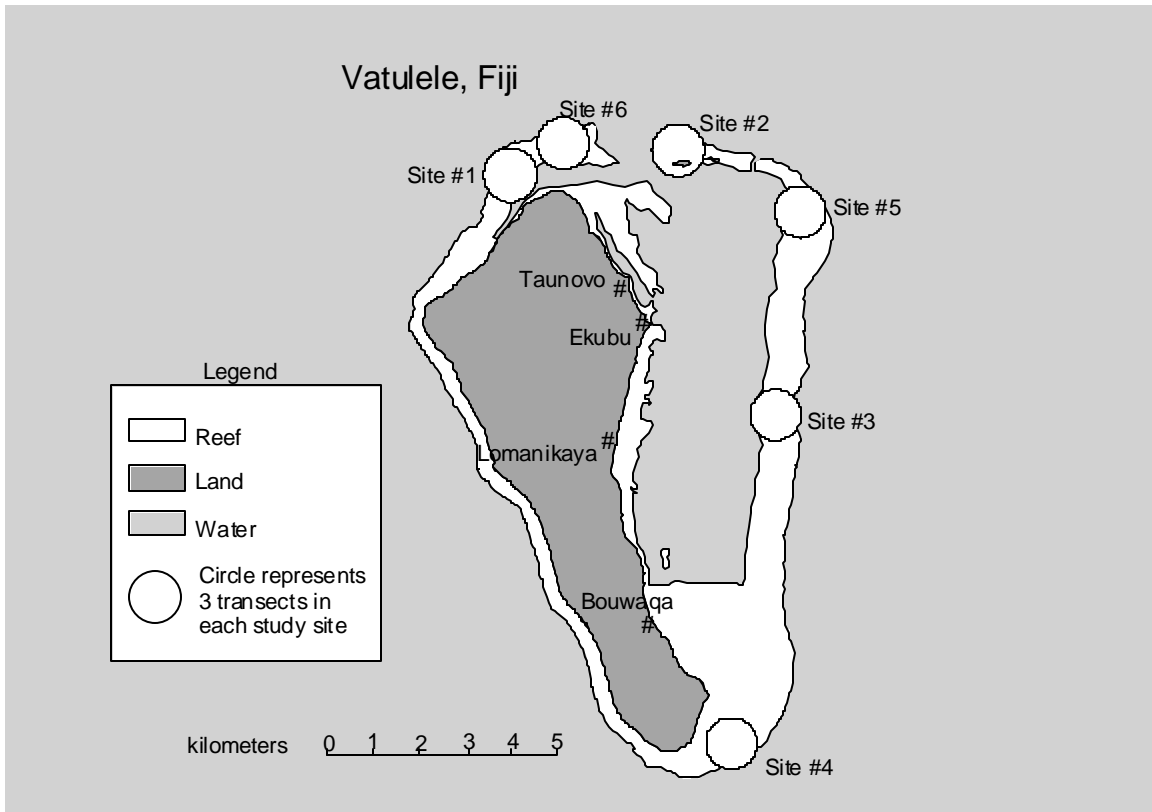 Vatulele, Fiji
Site #6
Site #2
Site #1
Site #5
Taunovo
#
#
Ekubu
Legend
Reef
Land
Water
Circle represents
3 transects in
each study site
Site #3
#
Lomanikaya
Bouwaqa
#
kilometers 0 1 2 3 4 5
Site #4